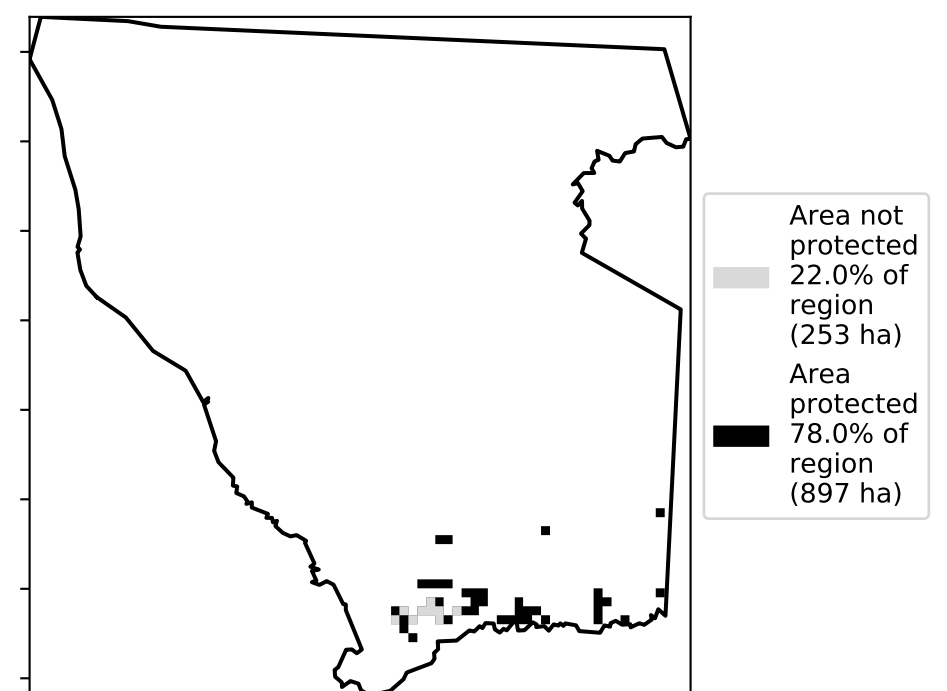 Area not
protected
22.0% of
region
(253 ha)
Area
protected
78.0% of
region
(897 ha)